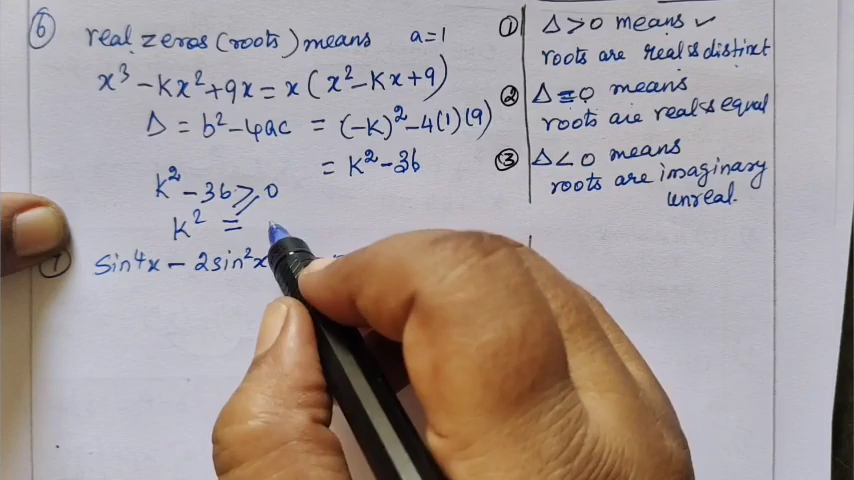 6 real zeros (roots) means a=1
x³ - Kx² + 9x = x(x² - Kx + 9)
Δ = b² - 4ac = (-K)² - 4(1)(9)
= K² - 36
K² - 36 ≥ 0
K² =
7 Sin⁴x - 2sin²x
① Δ > 0 means ✓
roots are real & distinct
② Δ = 0 means
roots are real & equal
③ Δ < 0 means
roots are imaginary
unreal.